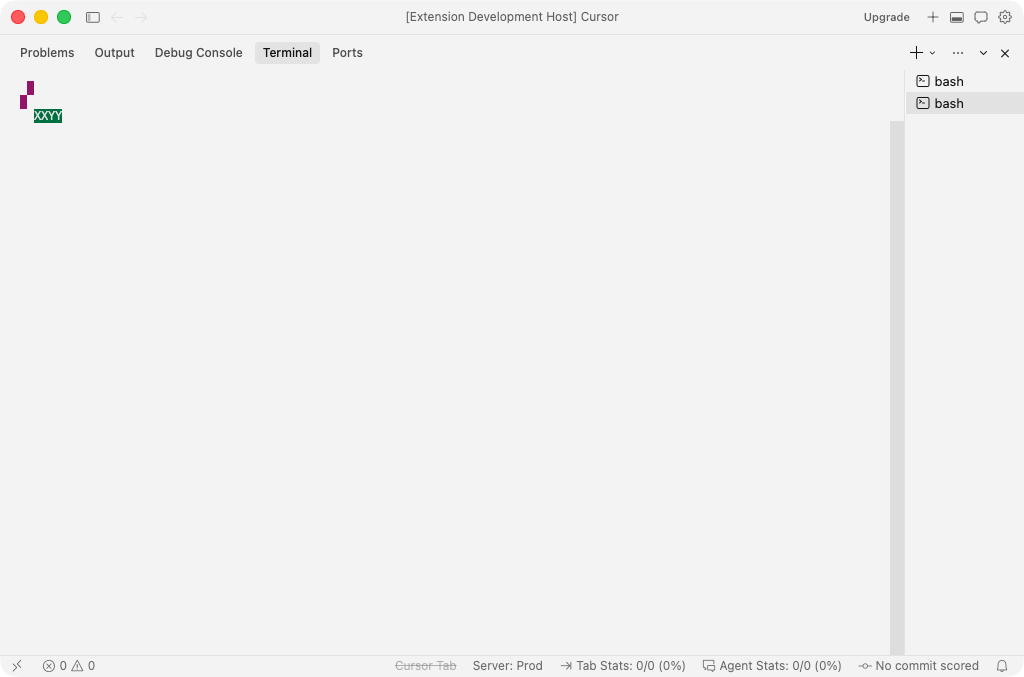 [Extension Development Host] Cursor
Upgrade
Problems Output Debug Console Terminal Ports
bash
bash
XXYY
0 0 Cursor Tab Server: Prod Tab Stats: 0/0 (0%) Agent Stats: 0/0 (0%) No commit scored